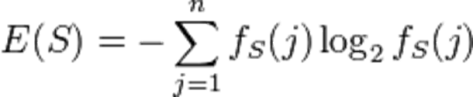 E(S) = − \sum_{j=1}^{n} f_S(j) \log_2 f_S(j)